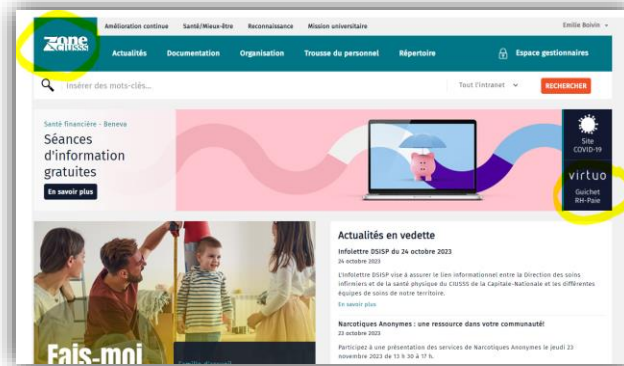 Amélioration continue Santé/Mieux-être Reconnaissance Mission universitaire Emilie Boivin
Zone
CIUSSS
Actualités Documentation Organisation Trousse du personnel Répertoire Espace gestionnaires
Insérer des mots-clés... Tout l'intranet RECHERCHER
Santé financière - Beneva
Séances
d'information
gratuites
En savoir plus
Site
COVID-19
virtuo
Guichet
RH-Paie
Actualités en vedette
Infolettre DSISP du 24 octobre 2023
24 octobre 2023
L'infolettre DSISP vise à assurer le lien informationnel entre la Direction des soins
infirmiers et de la santé physique du CIUSSS de la Capitale-Nationale et les différentes
équipes de soins de notre territoire.
En savoir plus
Narcotiques Anonymes : une ressource dans votre communauté!
23 octobre 2023
Participez à une présentation des services de Narcotiques Anonymes le jeudi 23
novembre 2023 de 13 h 30 à 17 h.
Fais-moi